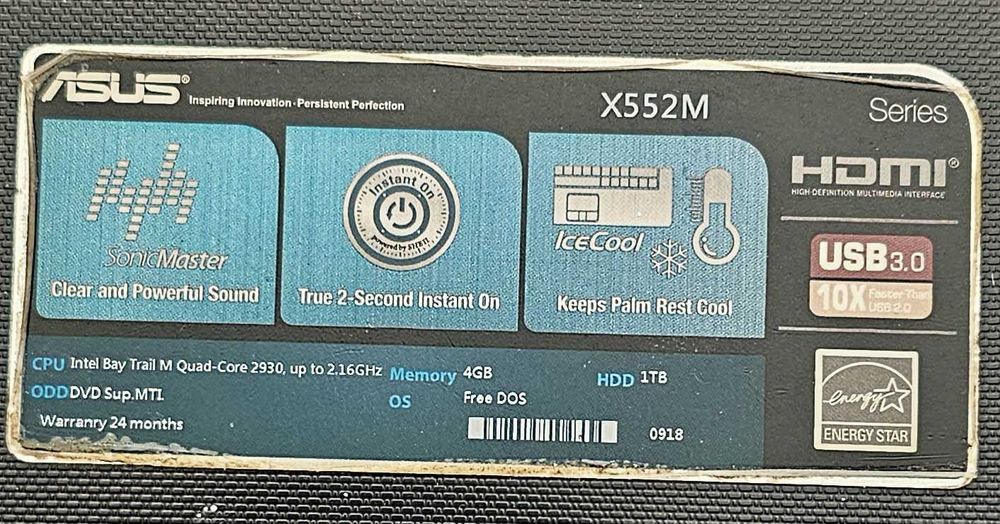 ASUS® Inspiring Innovation · Persistent Perfection
X552M
Series
SonicMaster
Clear and Powerful Sound
Instant On
True 2-Second Instant On
IceCool
Keeps Palm Rest Cool
HDMI®
HIGH-DEFINITION MULTIMEDIA INTERFACE
USB 3.0
10X Faster Than
USB 2.0
energy
ENERGY STAR
CPU Intel Bay Trail M Quad-Core 2930, up to 2.16GHz
Memory 4GB
HDD 1TB
ODD DVD Sup.MTI
OS Free DOS
Warranry 24 months
0918